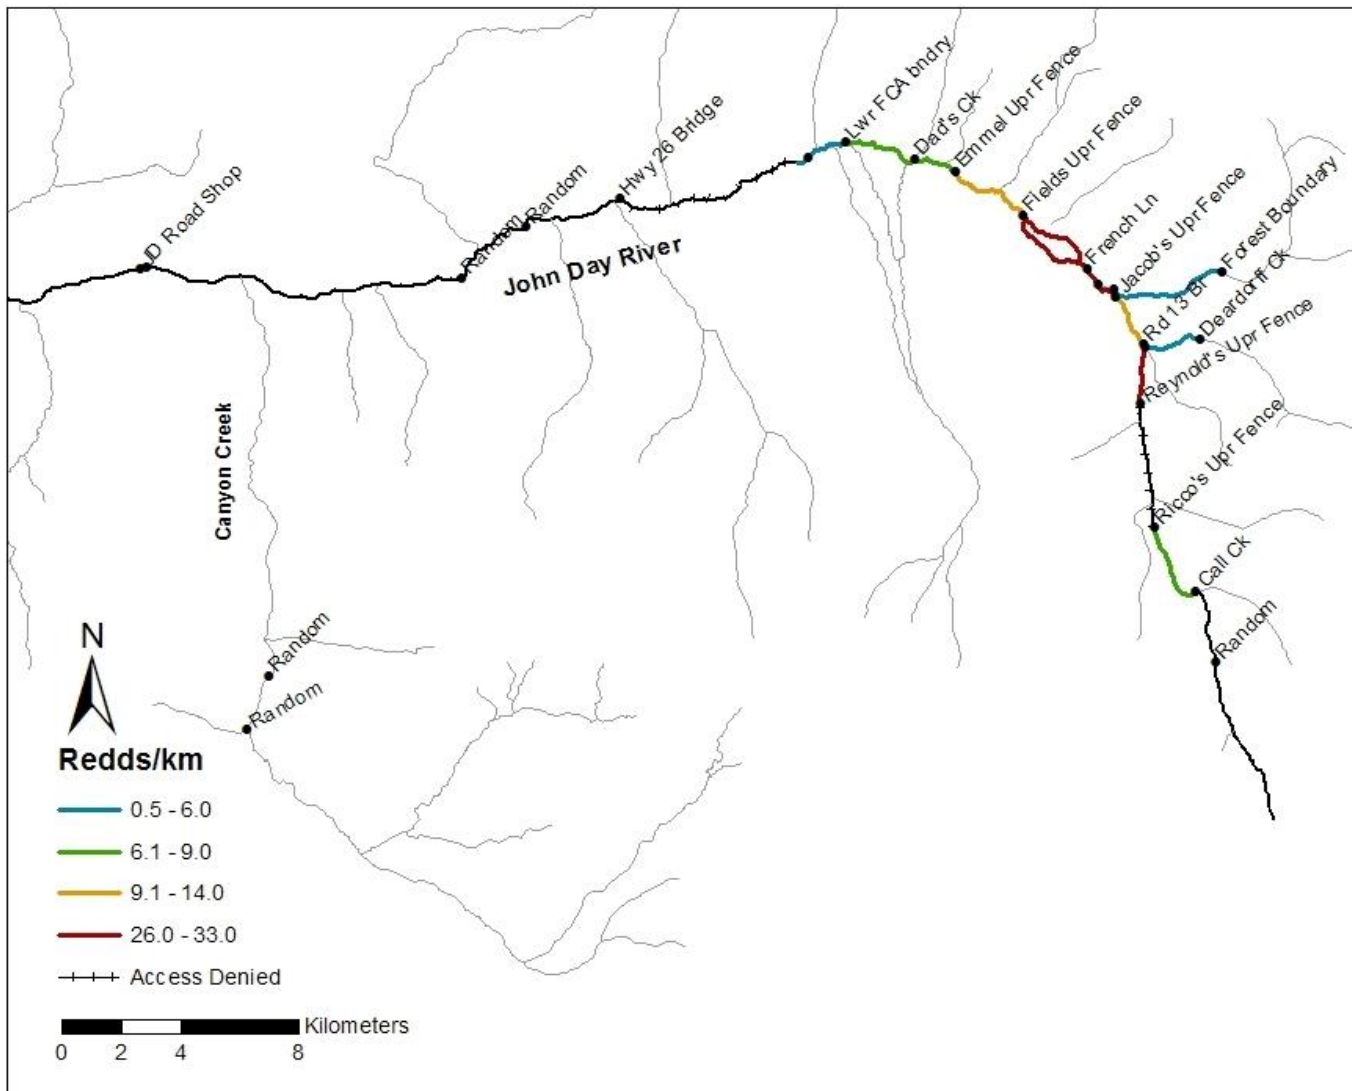 Lwr FCA bndry
Dad's Ck
Emmel Upr Fence
Fields Upr Fence
Hwy 26 Bridge
JD Road Shop
Random
Random
French Ln
Jacob's Upr Fence
Forest Boundary
John Day River
Rd 13 Br
Deardorff Ck
Reynold's Upr Fence
Canyon Creek
Ricco's Upr Fence
Call Ck
Random
Random
Random
N
Redds/km
0.5 - 6.0
6.1 - 9.0
9.1 - 14.0
26.0 - 33.0
Access Denied
Kilometers
0 2 4 8